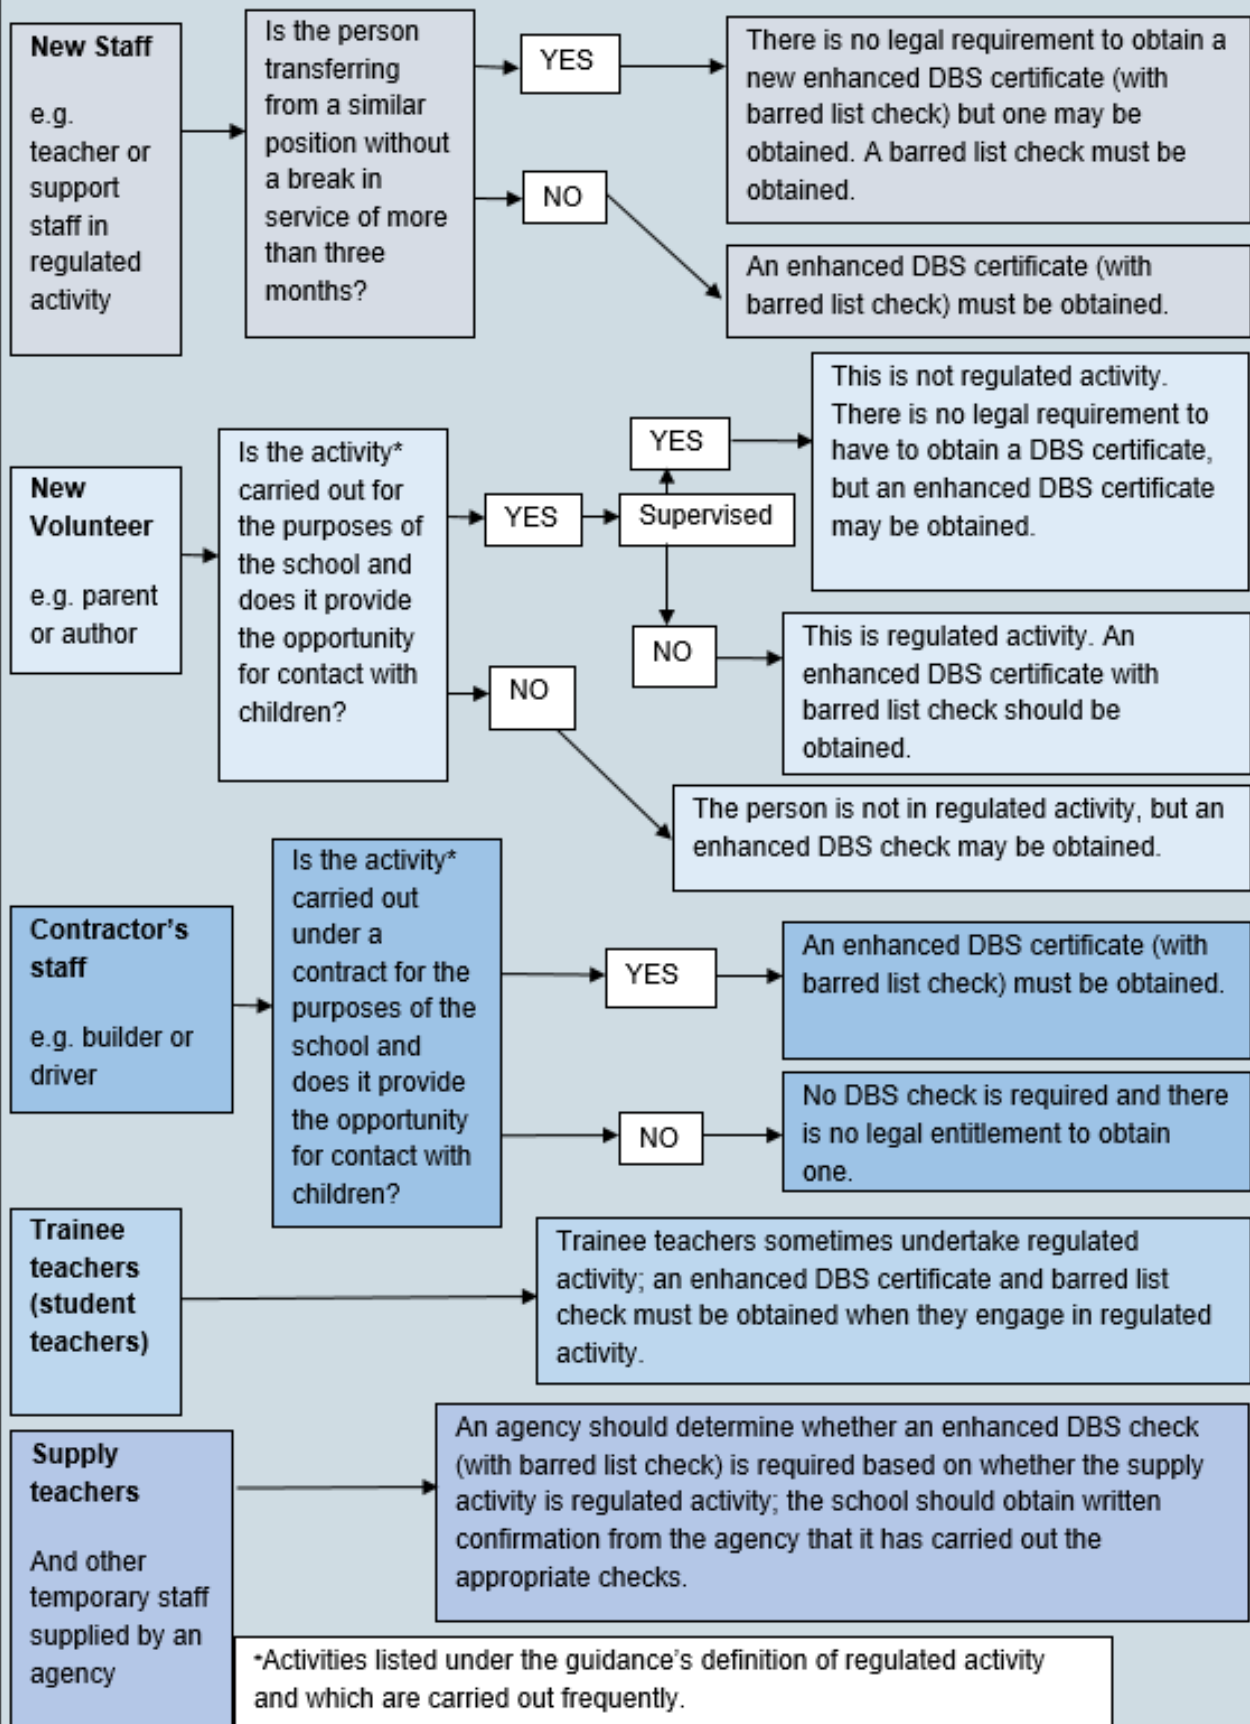 New Staff
e.g.
teacher or
support
staff in
regulated
activity
Is the person
transferring
from a similar
position without
a break in
service of more
than three
months?
YES
There is no legal requirement to obtain a
new enhanced DBS certificate (with
barred list check) but one may be
obtained. A barred list check must be
obtained.
NO
An enhanced DBS certificate (with
barred list check) must be obtained.
New
Volunteer
e.g. parent
or author
Is the activity*
carried out for
the purposes of
the school and
does it provide
the opportunity
for contact with
children?
YES
Supervised
YES
This is not regulated activity.
There is no legal requirement to
have to obtain a DBS certificate,
but an enhanced DBS certificate
may be obtained.
NO
This is regulated activity. An
enhanced DBS certificate with
barred list check should be
obtained.
NO
The person is not in regulated activity, but an
enhanced DBS check may be obtained.
Contractor's
staff
e.g. builder or
driver
Is the activity*
carried out
under a
contract for the
purposes of the
school and
does it provide
the opportunity
for contact with
children?
YES
An enhanced DBS certificate (with
barred list check) must be obtained.
NO
No DBS check is required and there
is no legal entitlement to obtain
one.
Trainee
teachers
(student
teachers)
Trainee teachers sometimes undertake regulated
activity; an enhanced DBS certificate and barred list
check must be obtained when they engage in regulated
activity.
Supply
teachers
And other
temporary staff
supplied by an
agency
An agency should determine whether an enhanced DBS check
(with barred list check) is required based on whether the supply
activity is regulated activity; the school should obtain written
confirmation from the agency that it has carried out the
appropriate checks.
*Activities listed under the guidance's definition of regulated activity
and which are carried out frequently.